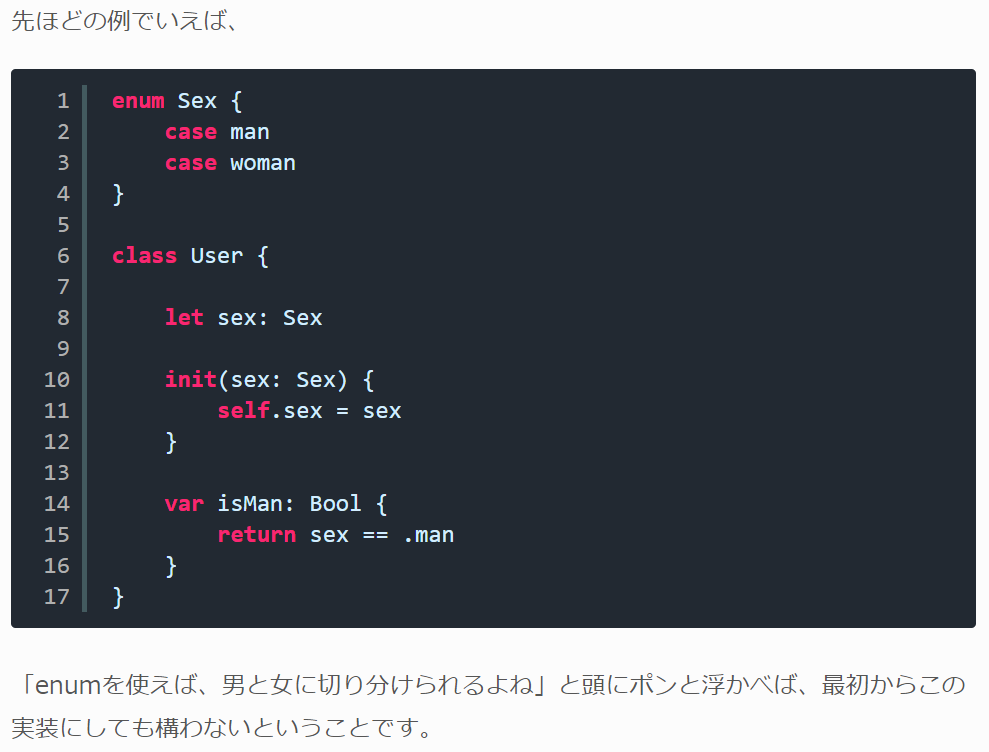 先ほどの例でいえば、
1 enum Sex {
2     case man
3     case woman
4 }
5
6 class User {
7
8     let sex: Sex
9
10     init(sex: Sex) {
11         self.sex = sex
12     }
13
14     var isMan: Bool {
15         return sex == .man
16     }
17 }
「enumを使えば、男と女に切り分けられるよね」と頭にポンと浮かべば、最初からこの
実装にしても構わないということです。